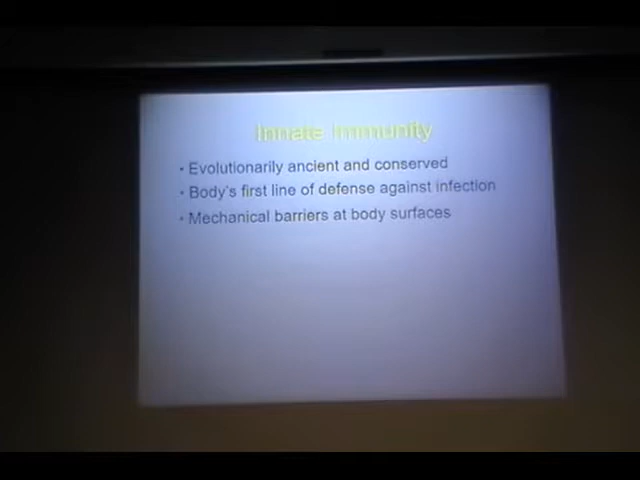 Innate Immunity
• Evolutionarily ancient and conserved
• Body's first line of defense against infection
• Mechanical barriers at body surfaces